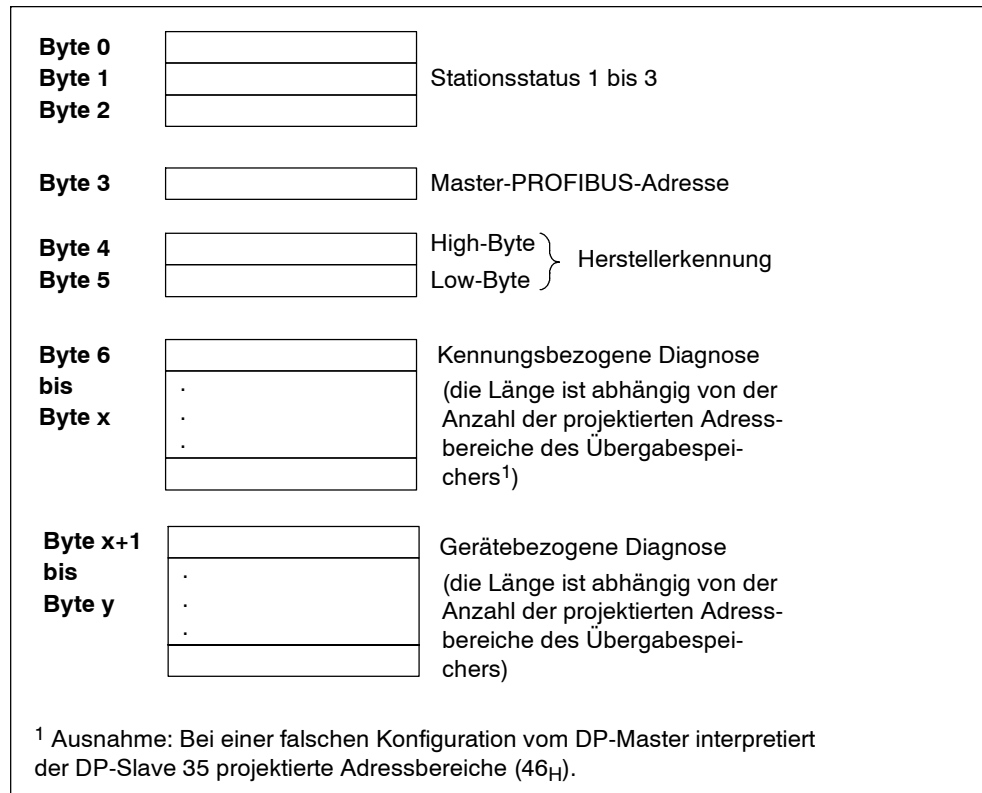 Byte 0
Byte 1 Stationsstatus 1 bis 3
Byte 2
Byte 3 Master-PROFIBUS-Adresse
Byte 4 High-Byte
Herstellerkennung
Byte 5 Low-Byte
Byte 6 Kennungsbezogene Diagnose
bis (die Länge ist abhängig von der
Byte x Anzahl der projektierten Adress-
bereiche des Übergabespei-
chers1)
Byte x+1 Gerätebezogene Diagnose
bis (die Länge ist abhängig von der
Byte y Anzahl der projektierten Adress-
bereiche des Übergabespei-
chers)
1 Ausnahme: Bei einer falschen Konfiguration vom DP-Master interpretiert
der DP-Slave 35 projektierte Adressbereiche (46H).